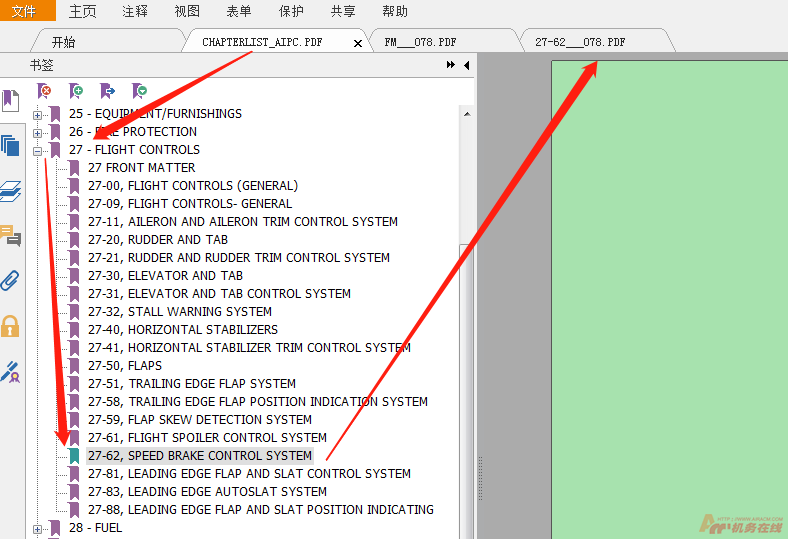 文件 主页 注释 视图 表单 保护 共享 帮助
开始 CHAPTERLIST_AIPC.PDF FM___078.PDF 27-62___078.PDF
书签
25 - EQUIPMENT/FURNISHINGS
26 - FIRE PROTECTION
27 - FLIGHT CONTROLS
27 FRONT MATTER
27-00, FLIGHT CONTROLS (GENERAL)
27-09, FLIGHT CONTROLS- GENERAL
27-11, AILERON AND AILERON TRIM CONTROL SYSTEM
27-20, RUDDER AND TAB
27-21, RUDDER AND RUDDER TRIM CONTROL SYSTEM
27-30, ELEVATOR AND TAB
27-31, ELEVATOR AND TAB CONTROL SYSTEM
27-32, STALL WARNING SYSTEM
27-40, HORIZONTAL STABILIZERS
27-41, HORIZONTAL STABILIZER TRIM CONTROL SYSTEM
27-50, FLAPS
27-51, TRAILING EDGE FLAP SYSTEM
27-58, TRAILING EDGE FLAP POSITION INDICATION SYSTEM
27-59, FLAP SKEW DETECTION SYSTEM
27-61, FLIGHT SPOILER CONTROL SYSTEM
27-62, SPEED BRAKE CONTROL SYSTEM
27-81, LEADING EDGE FLAP AND SLAT CONTROL SYSTEM
27-83, LEADING EDGE AUTOSLAT SYSTEM
27-88, LEADING EDGE FLAP AND SLAT POSITION INDICATING
28 - FUEL
机务在线